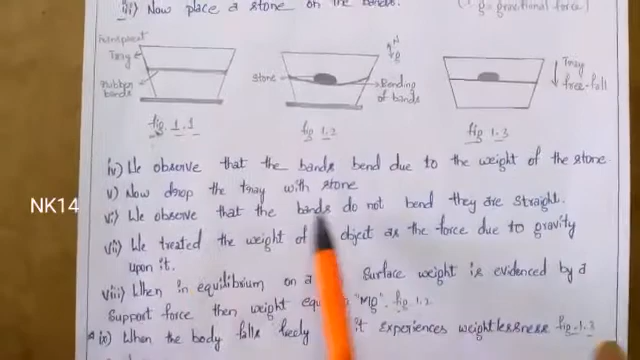 iii) Now place a stone on the bands.
Transparent
Tray
Rubber bands
fig 1.1
Stone
Bending of bands
fig 1.2
Tray free-fall
fig 1.3
iv) We observe that the bands bend due to the weight of the stone
v) Now drop the tray with stone
vi) We observe that the bands do not bend they are straight.
vii) We treated the weight of object as the force due to gravity
upon it.
viii) When in equilibrium on a surface weight is evidenced by a
support force then weight "Mg". fig 1.2
ix) When the body falls freely it experiences weightlessness fig-1.3
NK14